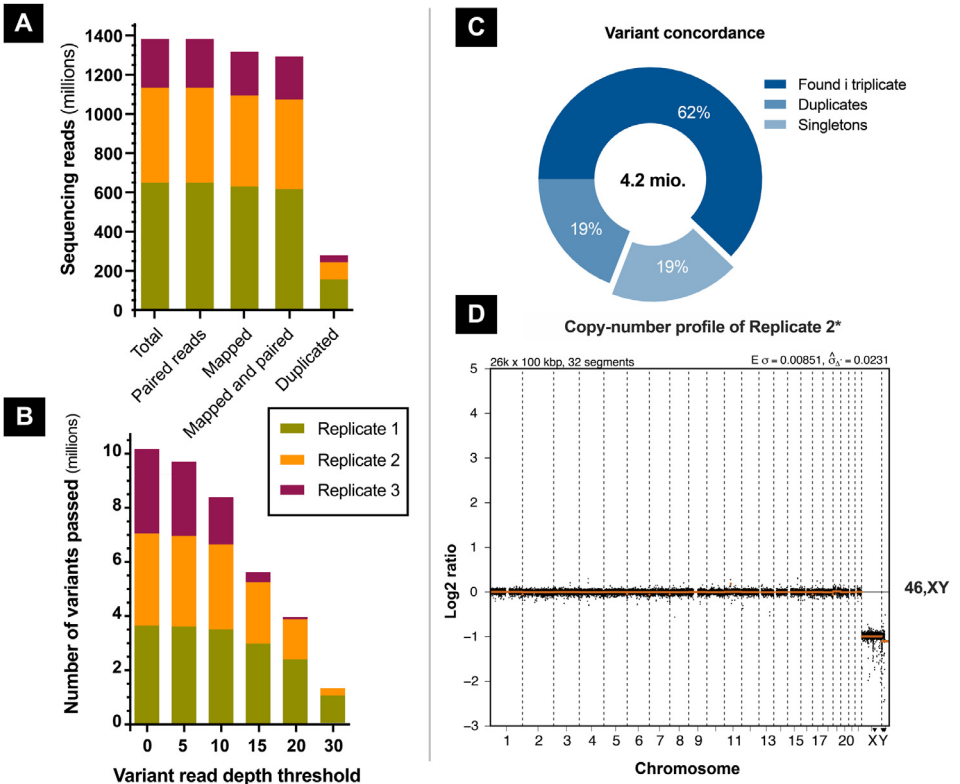 A
Sequencing reads (millions)
1400
1200
1000
800
600
400
200
0
Total
Paired reads
Mapped
Mapped and paired
Duplicated
B
Number of variants passed (millions)
10
8
6
4
2
0
0 5 10 15 20 30
Variant read depth threshold
Replicate 1
Replicate 2
Replicate 3
C
Variant concordance
62%
19%
19%
4.2 mio.
Found i triplicate
Duplicates
Singletons
D
Copy-number profile of Replicate 2*
26k x 100 kbp, 32 segments
E σ = 0.00851, σ̂Δ* = 0.0231
Log2 ratio
5
4
3
2
1
0
−1
−2
−3
1 2 3 4 5 6 7 8 9 11 13 15 17 20 X Y
Chromosome
46,XY